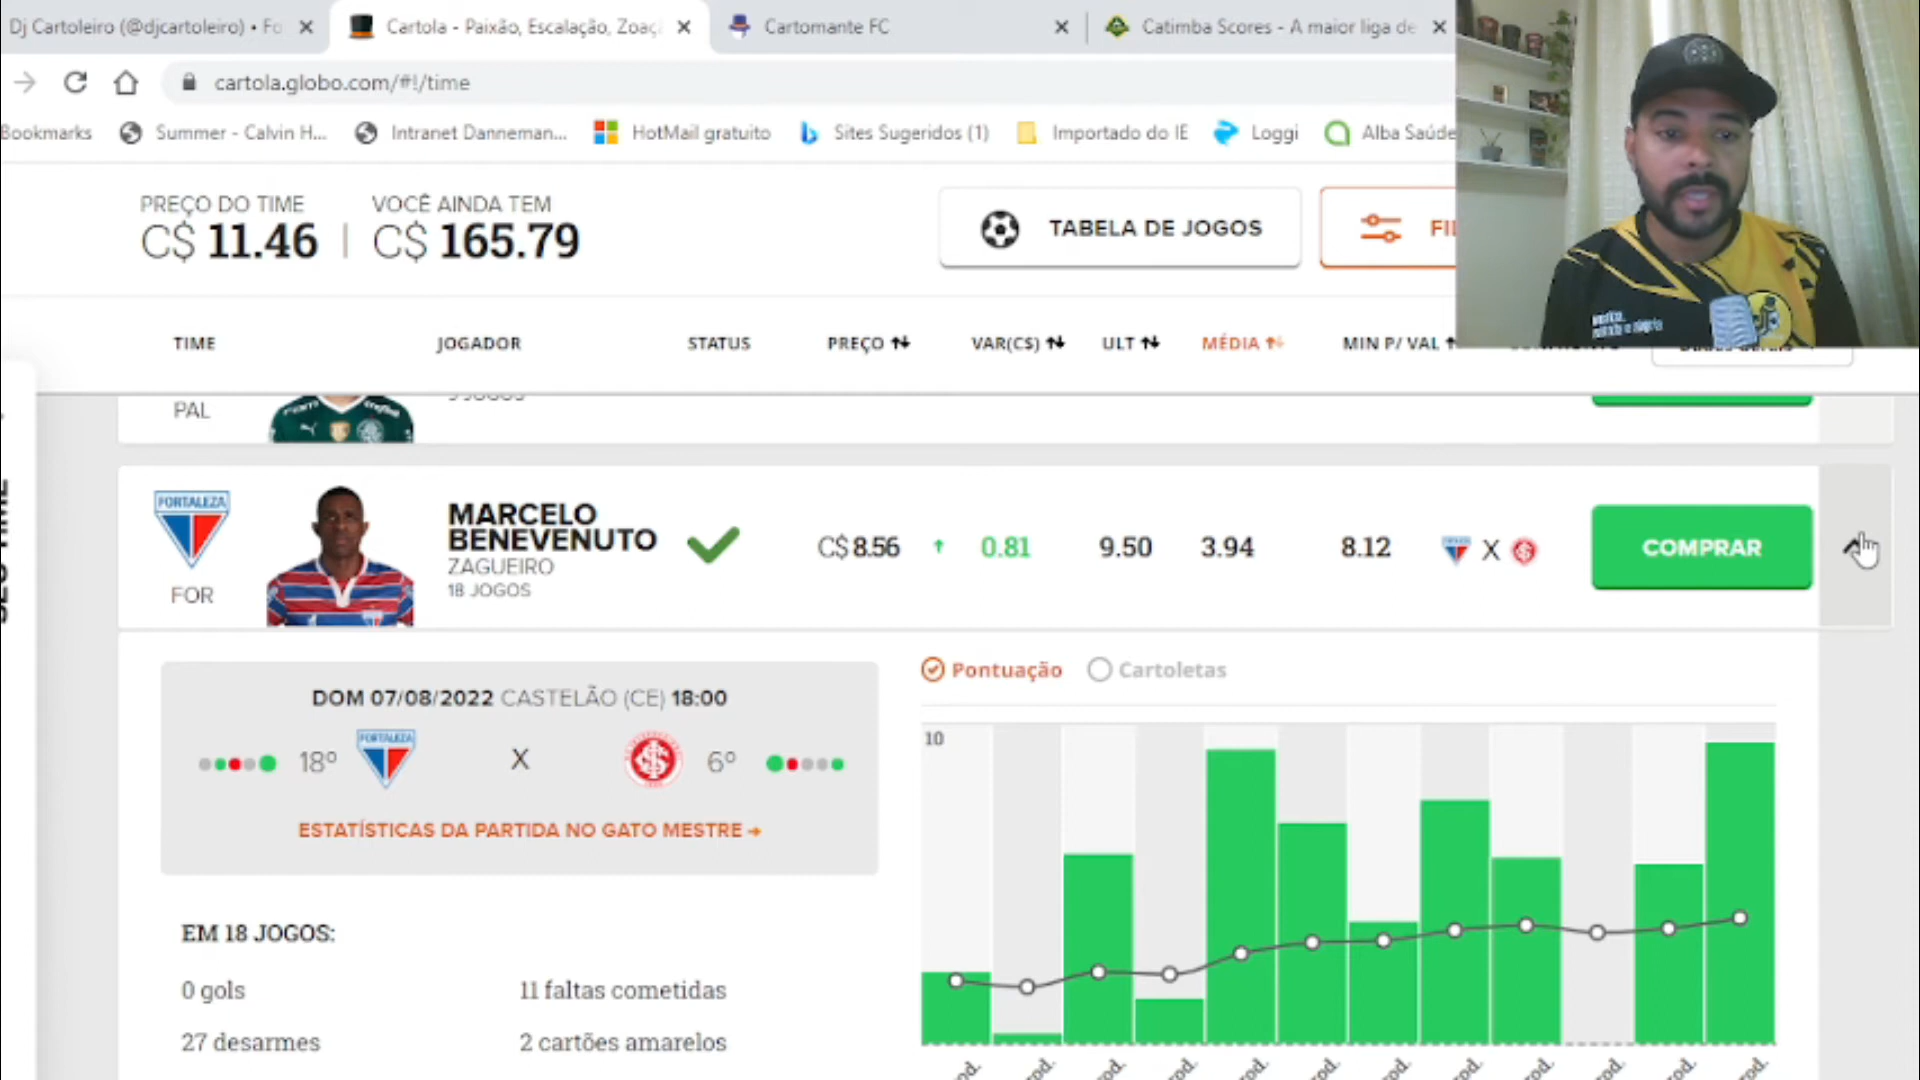 Dj Cartoleiro (@djcartoleiro) • Fo
Cartola - Paixão, Escalação, Zoaç
Cartomante FC
Catimba Scores - A maior liga de
cartola.globo.com/#!/time
Bookmarks
Summer - Calvin H...
Intranet Danneman...
HotMail gratuito
Sites Sugeridos (1)
Importado do IE
Loggi
Alba Saúde
PREÇO DO TIME
C$ 11.46
VOCÊ AINDA TEM
C$ 165.79
TABELA DE JOGOS
FI
TIME
JOGADOR
STATUS
PREÇO
VAR(C$)
ULT
MÉDIA
MIN P/ VAL
PAL
FORTALEZA
FOR
MARCELO
BENEVENUTO
ZAGUEIRO
18 JOGOS
C$ 8.56
0.81
9.50
3.94
8.12
X
COMPRAR
DOM 07/08/2022 CASTELÃO (CE) 18:00
18º
FORTALEZA
X
6º
ESTATÍSTICAS DA PARTIDA NO GATO MESTRE
EM 18 JOGOS:
0 gols
11 faltas cometidas
27 desarmes
2 cartões amarelos
Pontuação
Cartoletas
10